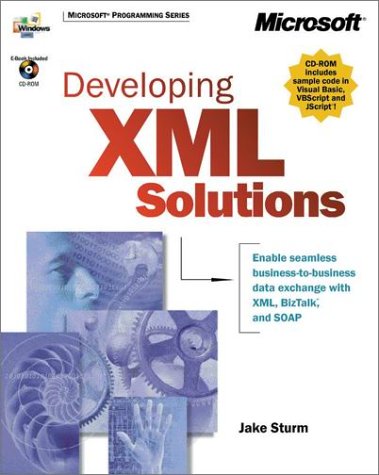 Microsoft® Programming Series
Microsoft®
Windows
E-Book Included
CD-ROM
CD-ROM
includes
sample code in
Visual Basic,
VBScript and
JScript!
Developing
XML
Solutions
Enable seamless
business-to-business
data exchange with
XML, BizTalk,
and SOAP
Jake Sturm